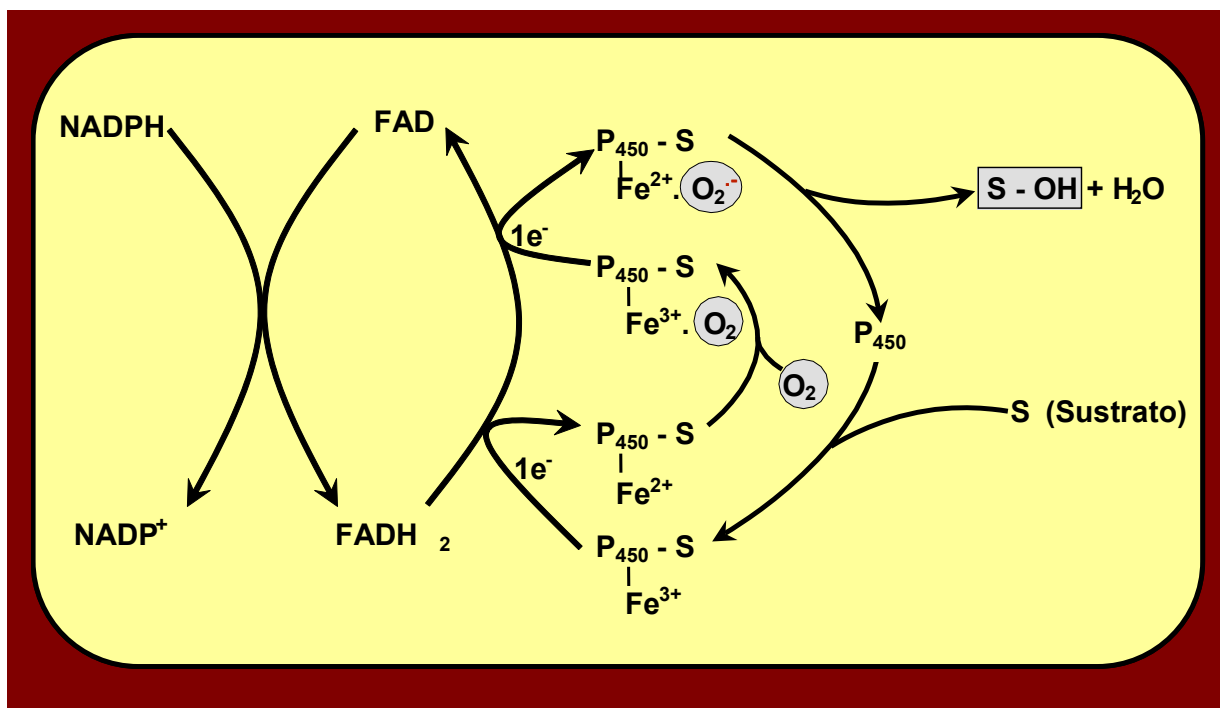 NADPH
FAD
P450 - S
Fe2+. O2.-
S - OH + H2O
1e-
P450 - S
Fe3+. O2
P450
O2
S (Sustrato)
P450 - S
1e-
Fe2+
NADP+
FADH 2
P450 - S
Fe3+